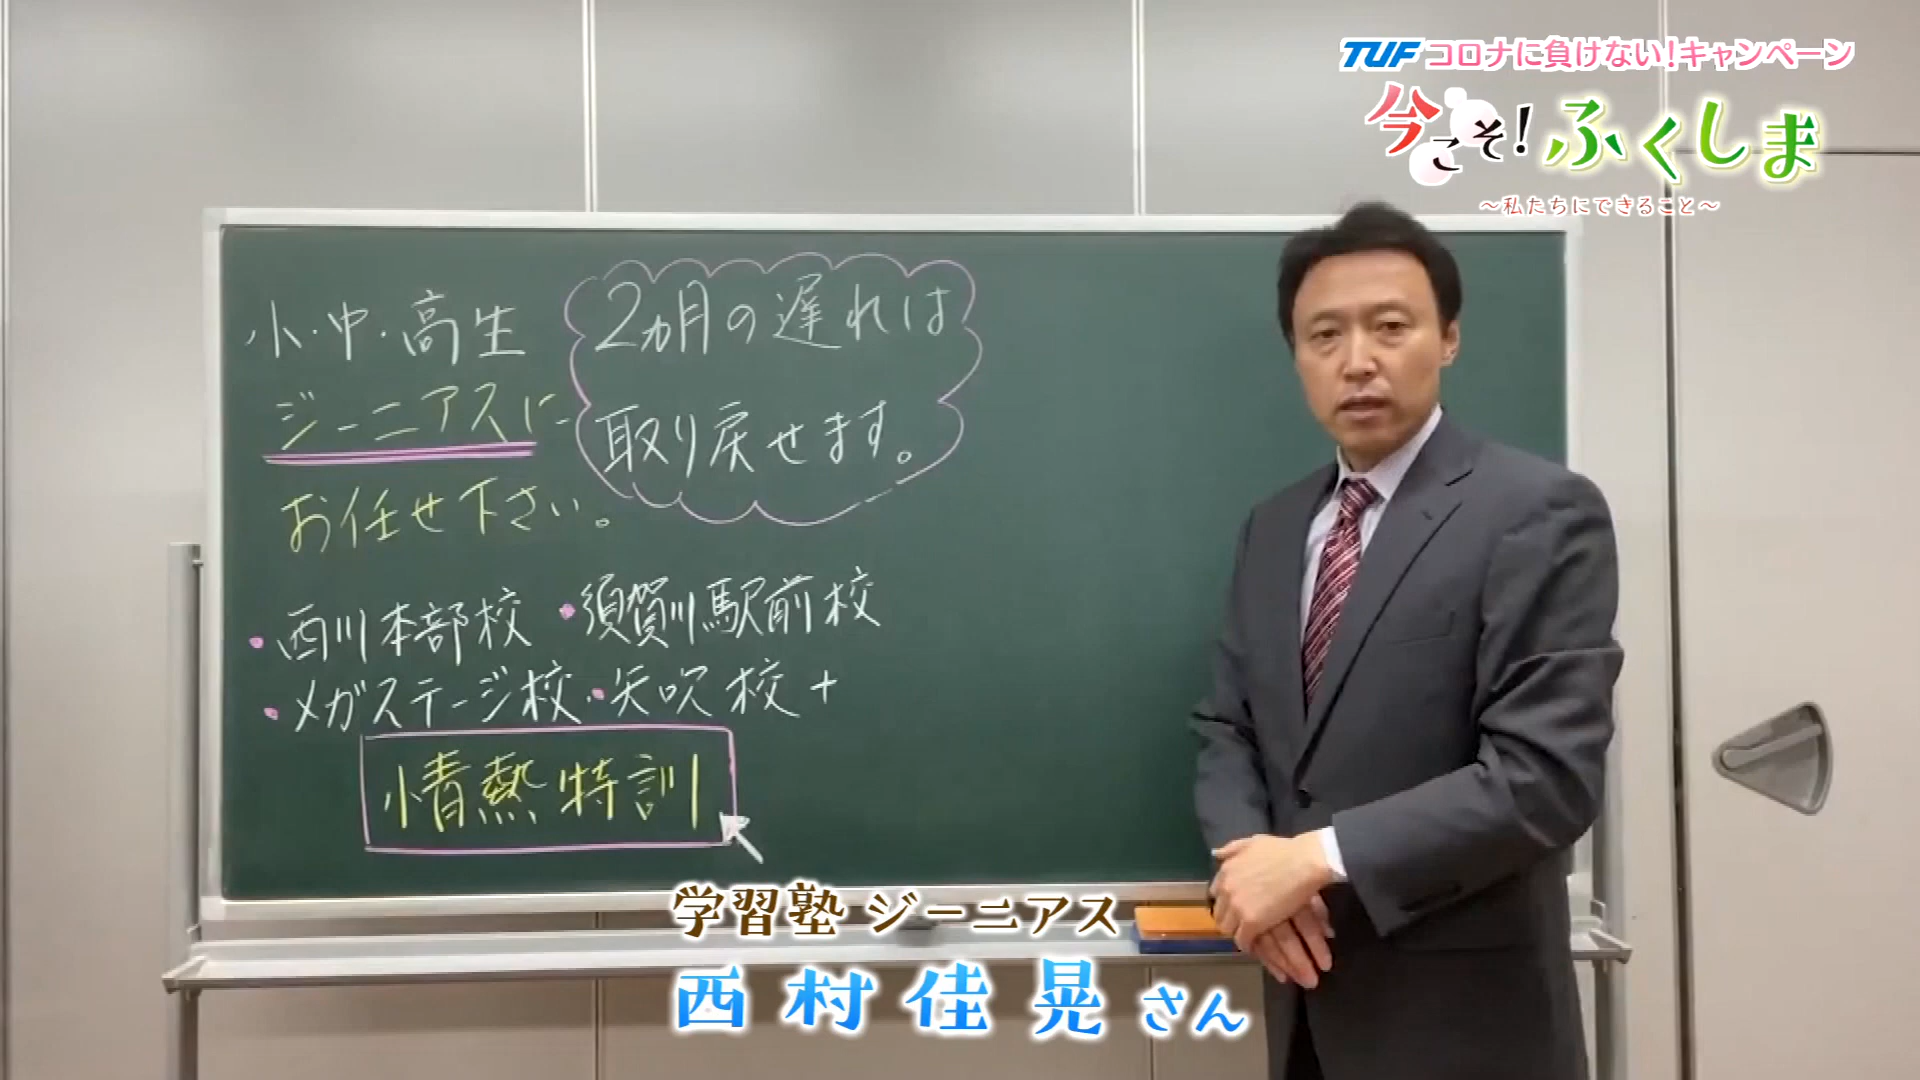 TUFコロナに負けない！キャンペーン
今こそ！ふくしま
～私たちにできること～
小・中・高生
ジーニアスに
お任せ下さい。
2ヵ月の遅れは
取り戻せます。
・西川本部校 ・須賀川駅前校
・メガステージ校・矢吹校＋
情熱特訓
学習塾 ジーニアス
西村佳晃さん